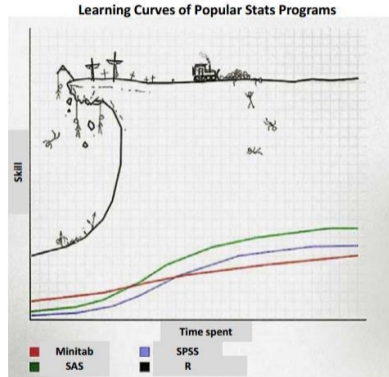 Learning Curves of Popular Stats Programs
Skill
Time spent
Minitab
SPSS
SAS
R